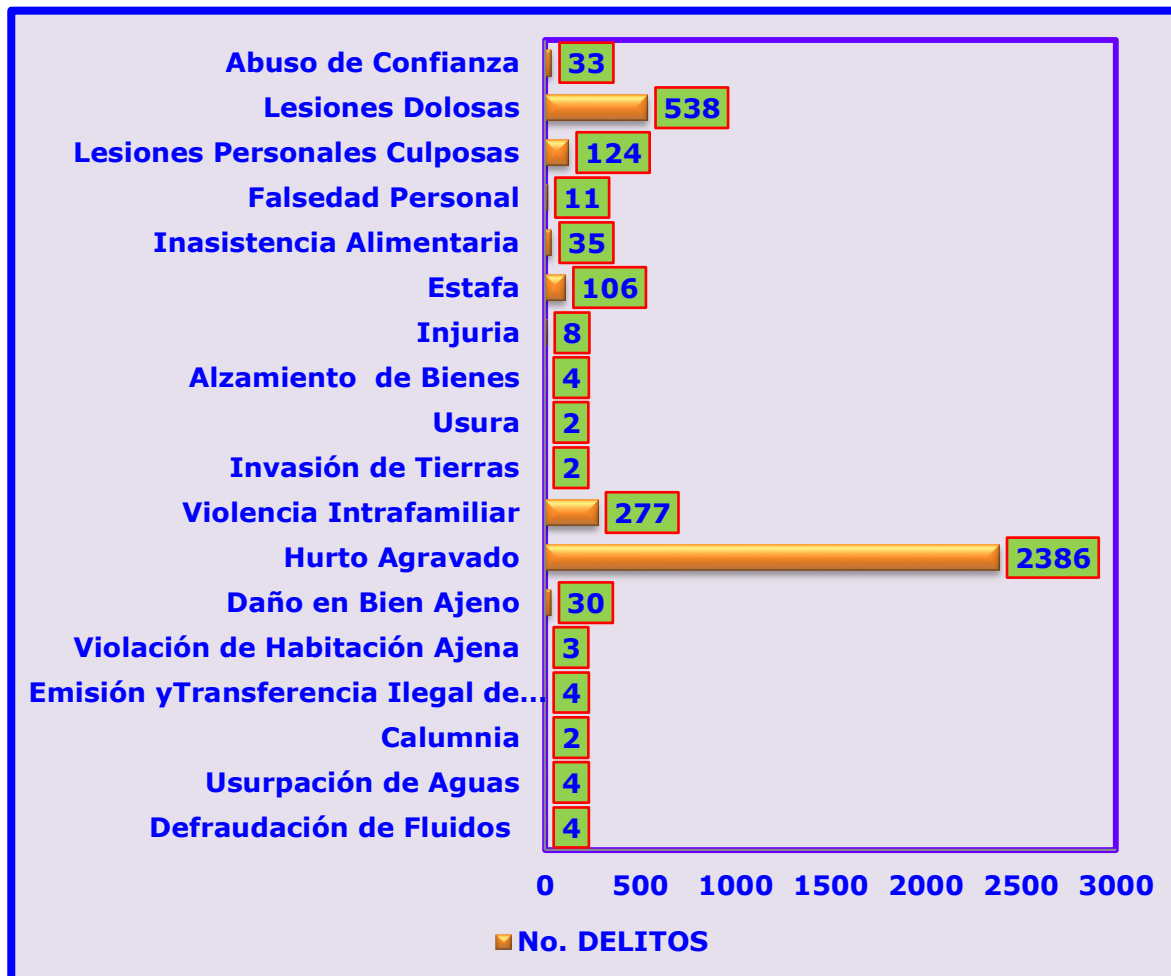 Abuso de Confianza 33
Lesiones Dolosas 538
Lesiones Personales Culposas 124
Falsedad Personal 11
Inasistencia Alimentaria 35
Estafa 106
Injuria 8
Alzamiento de Bienes 4
Usura 2
Invasión de Tierras 2
Violencia Intrafamiliar 277
Hurto Agravado 2386
Daño en Bien Ajeno 30
Violación de Habitación Ajena 3
Emisión yTransferencia Ilegal de... 4
Calumnia 2
Usurpación de Aguas 4
Defraudación de Fluidos 4
0 500 1000 1500 2000 2500 3000
No. DELITOS